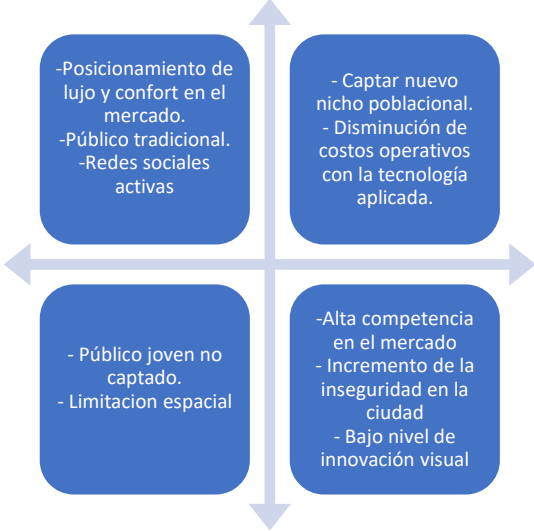 -Posicionamiento de
lujo y confort en el
mercado.
-Público tradicional.
-Redes sociales
activas
- Captar nuevo
nicho poblacional.
- Disminución de
costos operativos
con la tecnología
aplicada.
- Público joven no
captado.
- Limitacion espacial
-Alta competencia
en el mercado
- Incremento de la
inseguridad en la
ciudad
- Bajo nivel de
innovación visual